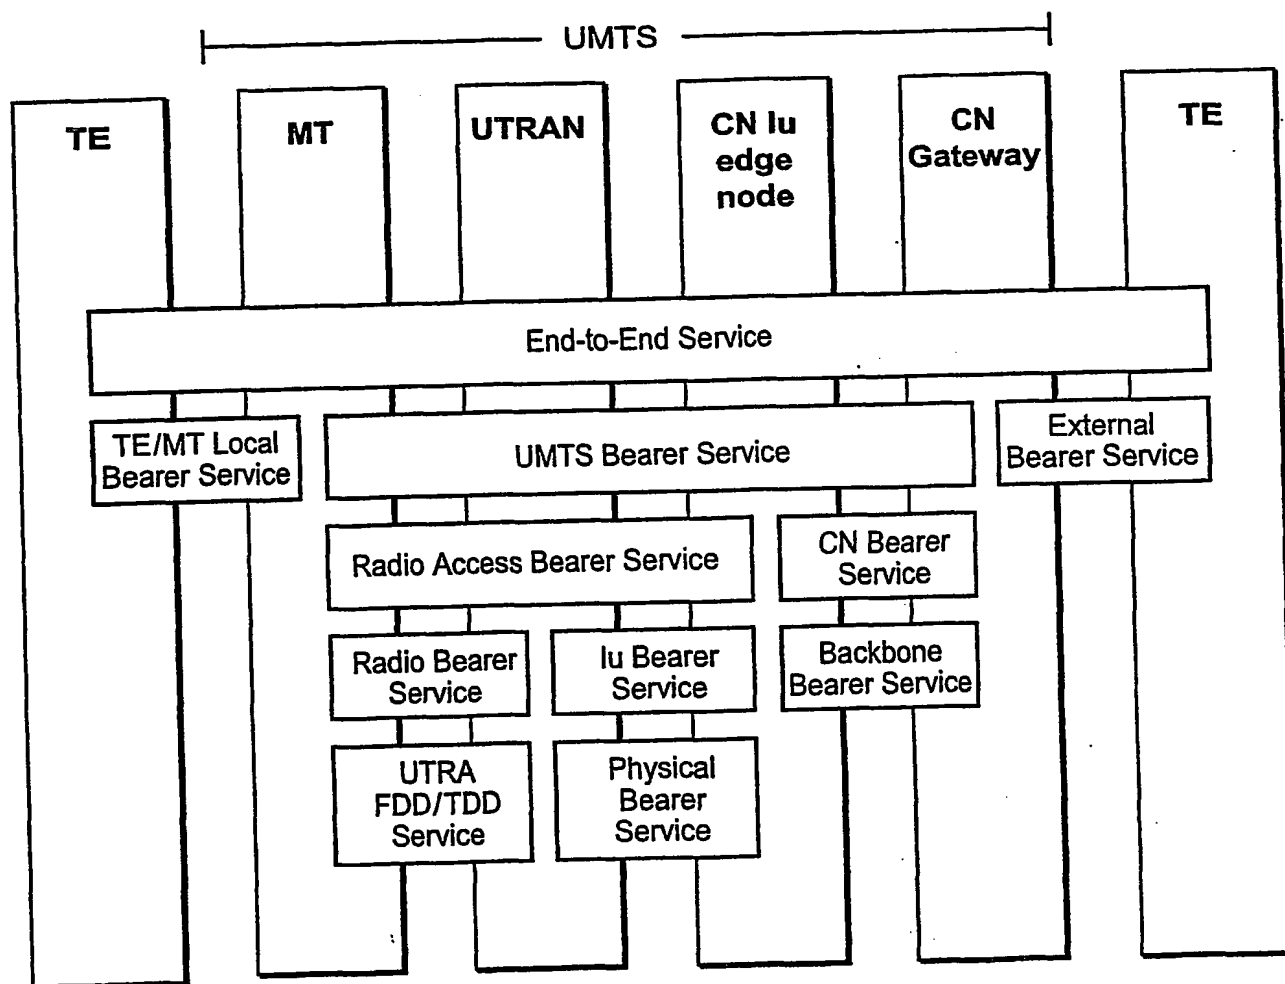 UMTS
TE
MT
UTRAN
CN Iu
edge
node
CN
Gateway
TE
End-to-End Service
TE/MT Local
Bearer Service
UMTS Bearer Service
External
Bearer Service
Radio Access Bearer Service
CN Bearer
Service
Radio Bearer
Service
Iu Bearer
Service
Backbone
Bearer Service
UTRA
FDD/TDD
Service
Physical
Bearer
Service